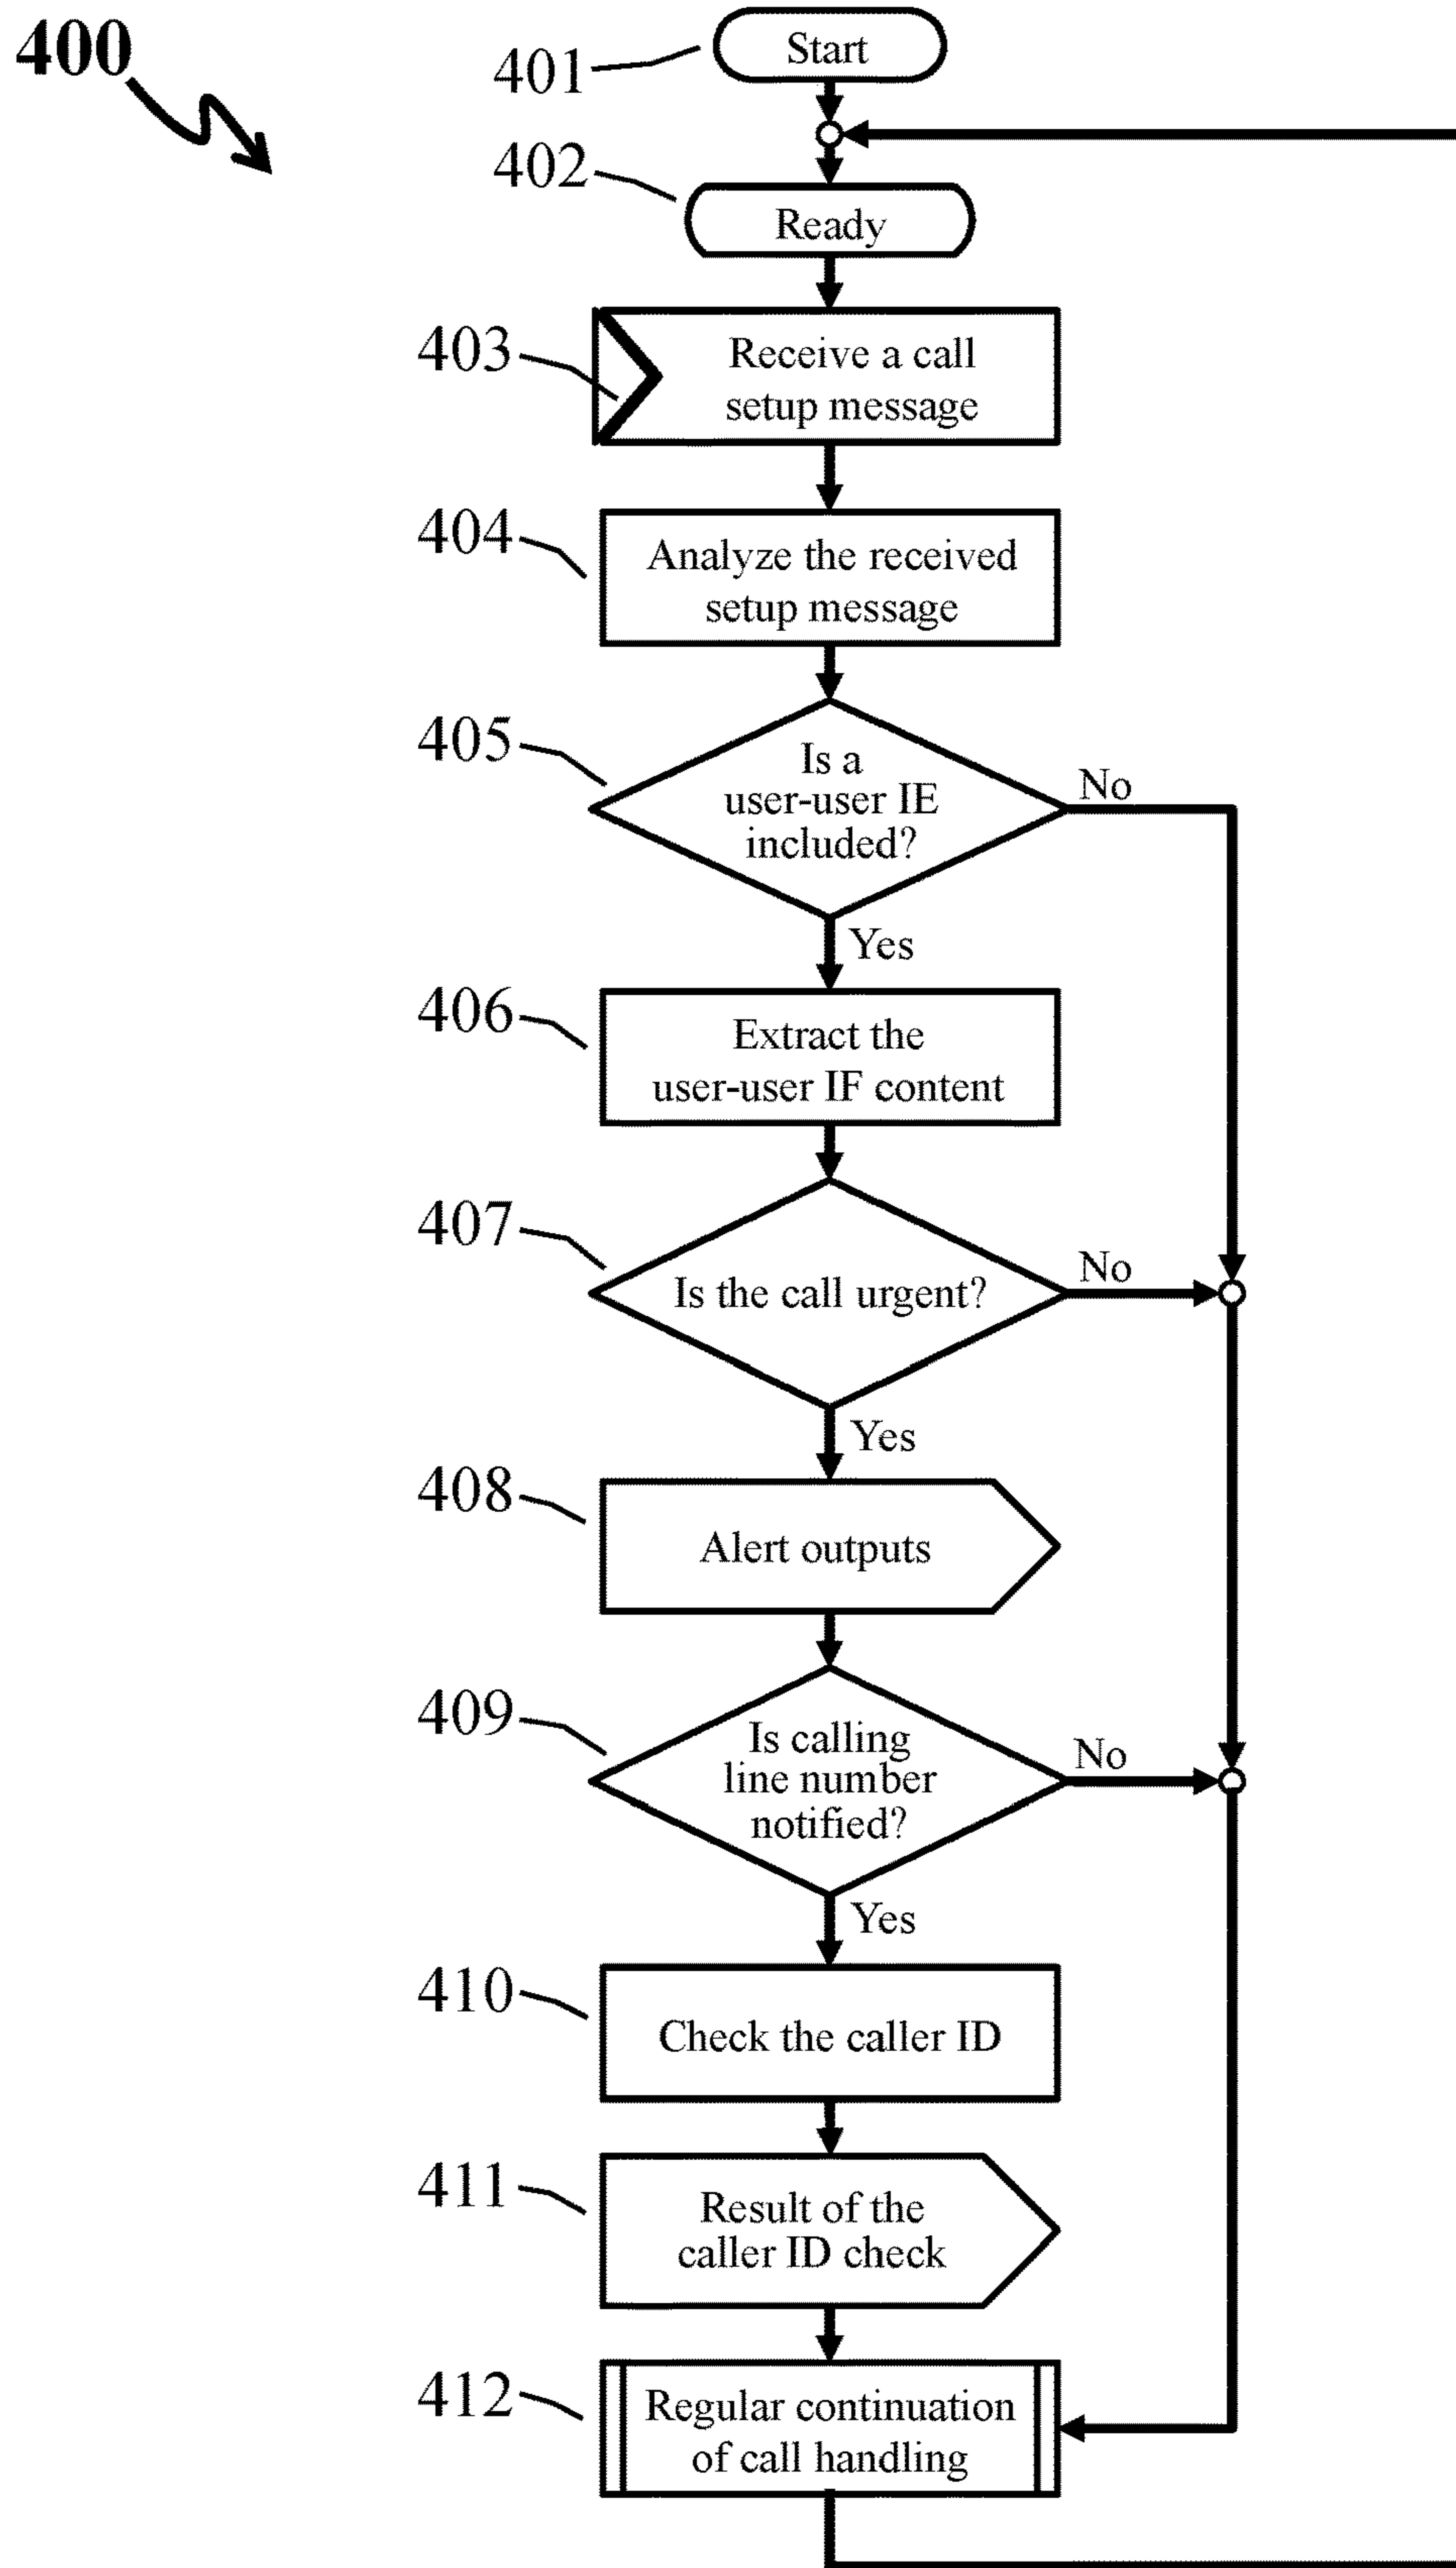 400
401
Start
402
Ready
403
Receive a call
setup message
404
Analyze the received
setup message
405
Is a
user-user IE
included?
No
Yes
406
Extract the
user-user IF content
407
Is the call urgent?
No
Yes
408
Alert outputs
409
Is calling
line number
notified?
No
Yes
410
Check the caller ID
411
Result of the
caller ID check
412
Regular continuation
of call handling